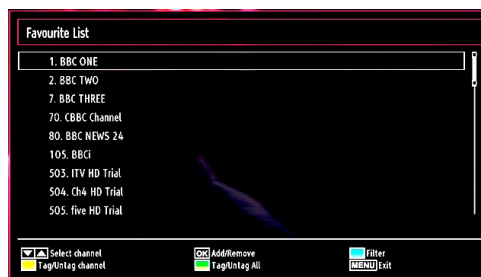 Favourite List
1. BBC ONE
2. BBC TWO
7. BBC THREE
70. CBBC Channel
80. BBC NEWS 24
105. BBCi
503. ITV HD Trial
504. Ch4 HD Trial
505. five HD Trial
Select channel OK Add/Remove Filter
Tag/Untag channel Tag/Untag All MENU Exit